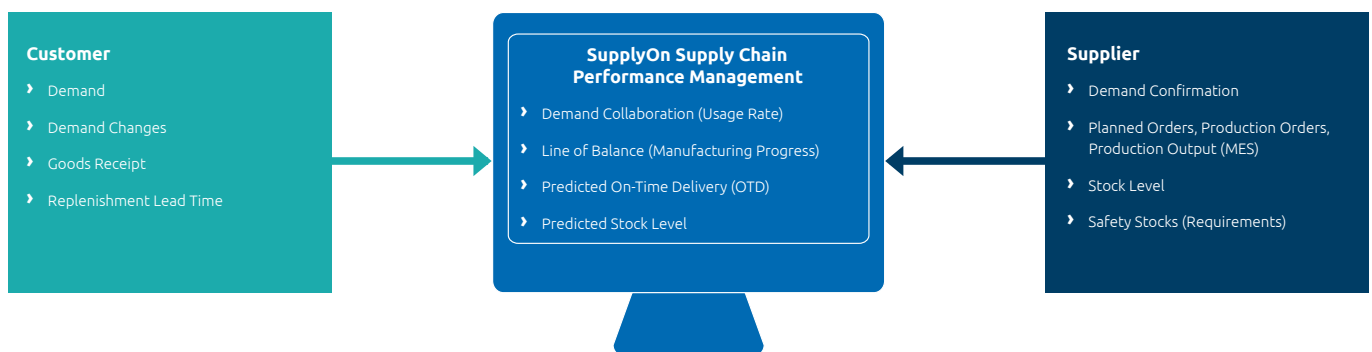 Customer
Demand
Demand Changes
Goods Receipt
Replenishment Lead Time
SupplyOn Supply Chain
Performance Management
Demand Collaboration (Usage Rate)
Line of Balance (Manufacturing Progress)
Predicted On-Time Delivery (OTD)
Predicted Stock Level
Supplier
Demand Confirmation
Planned Orders, Production Orders,
Production Output (MES)
Stock Level
Safety Stocks (Requirements)